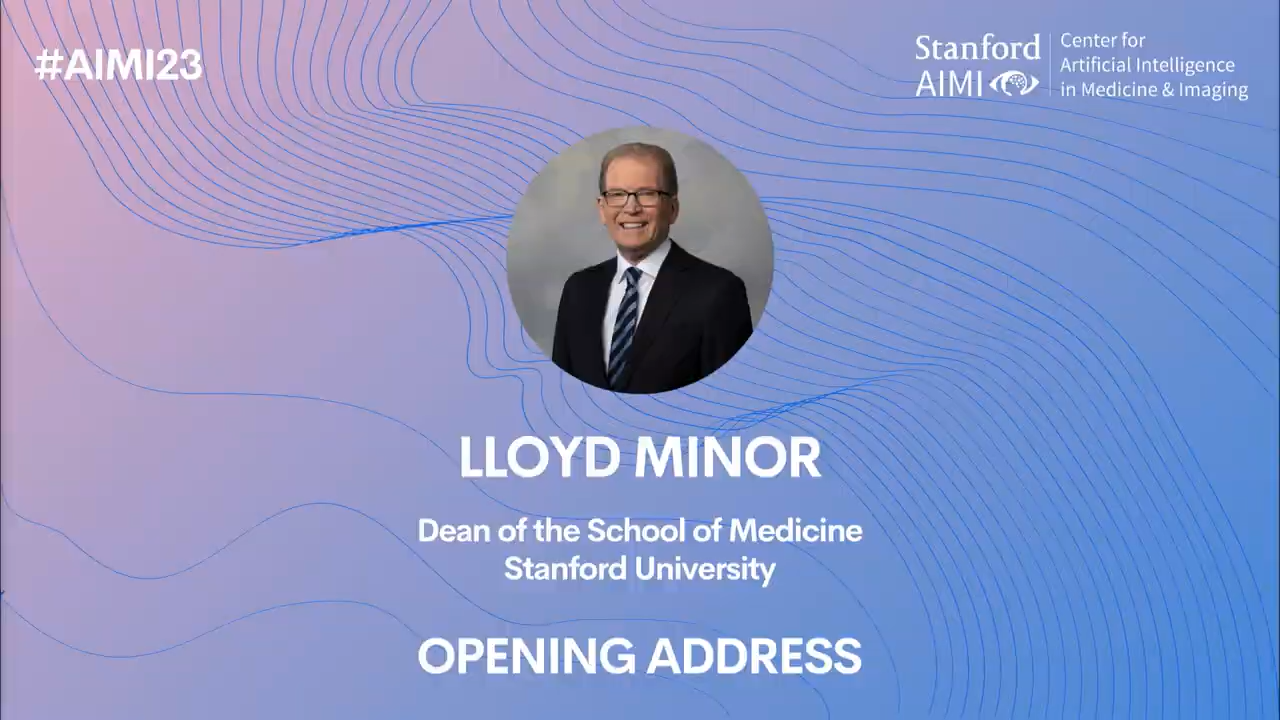 #AIMI23
Stanford
AIMI
Center for
Artificial Intelligence
in Medicine & Imaging
LLOYD MINOR
Dean of the School of Medicine
Stanford University
OPENING ADDRESS